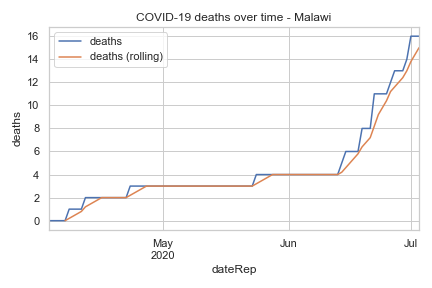 COVID-19 deaths over time - Malawi
deaths
deaths (rolling)
16
14
12
10
8
6
4
2
0
deaths
May
2020
Jun
Jul
dateRep